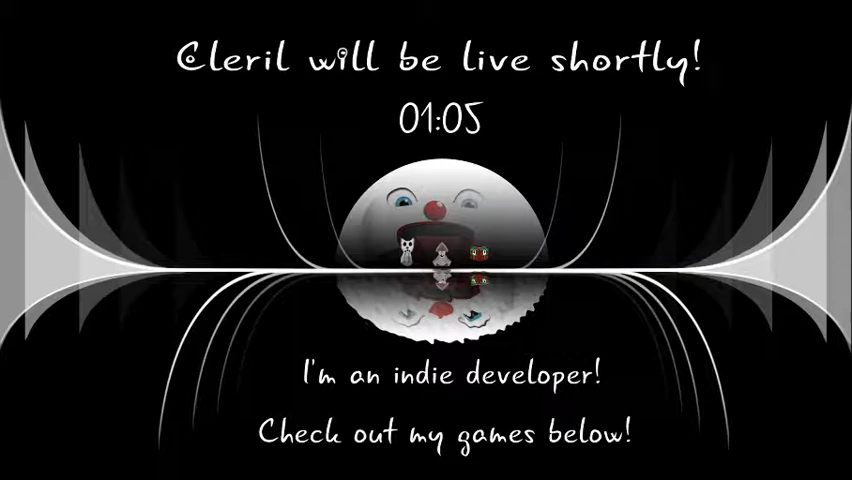 Cleril will be live shortly!
01:05
I'm an indie developer!
Check out my games below!